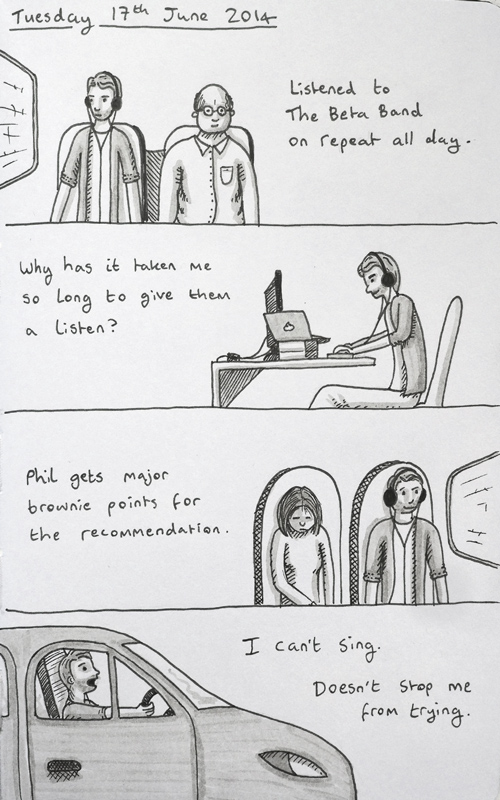 Tuesday 17th June 2014
Listened to
The Beta Band
on repeat all day.
Why has it taken me
so long to give them
a listen?
Phil gets major
brownie points for
the recommendation.
I can't sing.
Doesn't stop me
from trying.